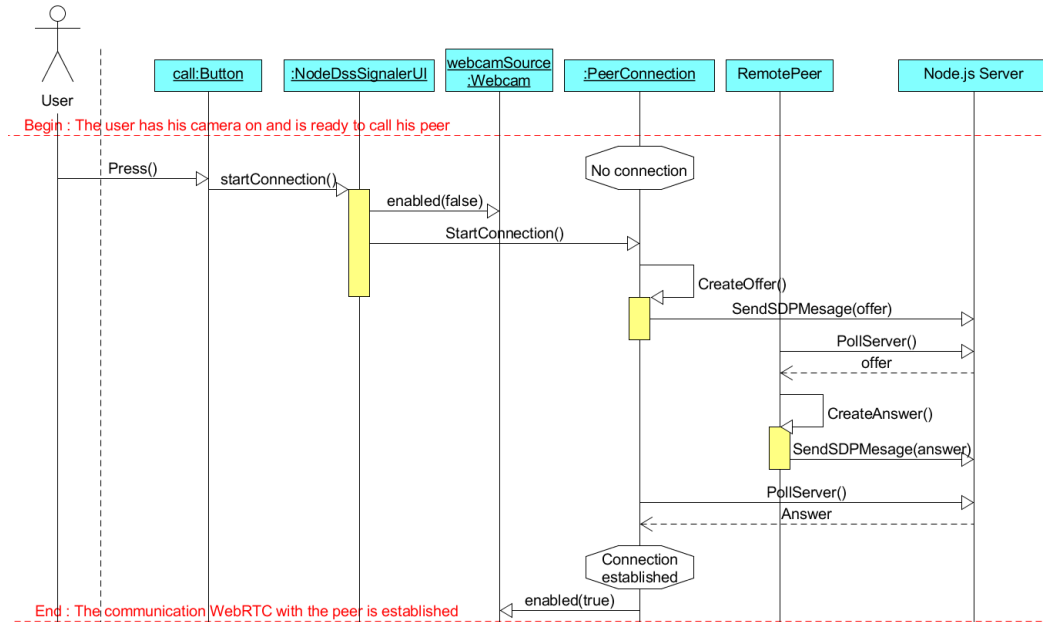 User
call:Button
:NodeDssSignalerUI
webcamSource
:Webcam
:PeerConnection
RemotePeer
Node.js Server
Begin : The user has his camera on and is ready to call his peer
No connection
Press()
startConnection()
enabled(false)
StartConnection()
CreateOffer()
SendSDPMesage(offer)
PollServer()
offer
CreateAnswer()
SendSDPMesage(answer)
PollServer()
Answer
Connection
established
enabled(true)
End : The communication WebRTC with the peer is established